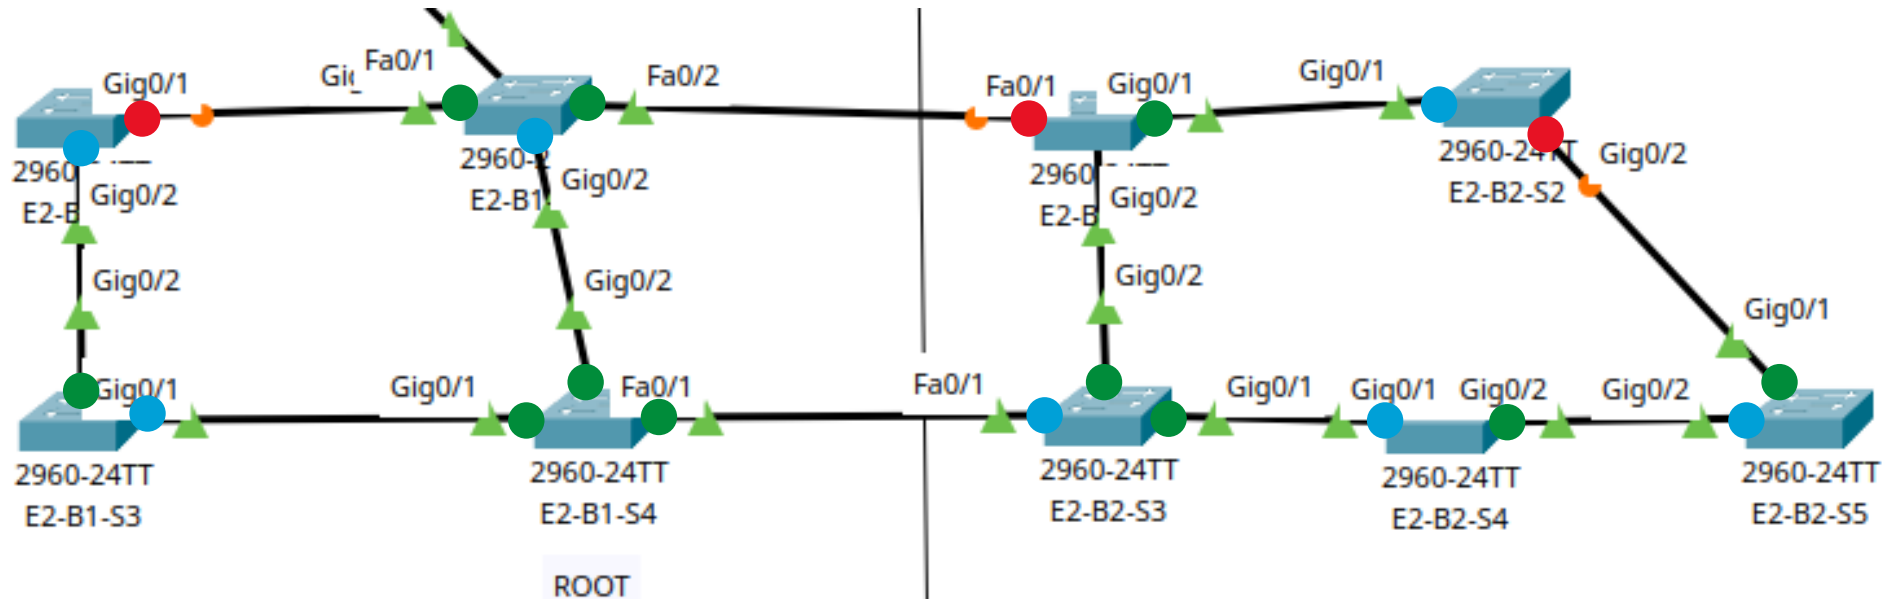 Gig0/1
Fa0/1
Fa0/2
Fa0/1
Gig0/1
Gig0/1
2960
E2-B
Gig0/2
2960-2
E2-B1
Gig0/2
2960
E2-B
Gig0/2
2960-24TT
E2-B2-S2
Gig0/2
Gig0/2
Gig0/2
Gig0/2
Gig0/1
Gig0/1
Gig0/1
Fa0/1
Fa0/1
Gig0/1
Gig0/1
Gig0/2
Gig0/2
2960-24TT
E2-B1-S3
2960-24TT
E2-B1-S4
2960-24TT
E2-B2-S3
2960-24TT
E2-B2-S4
2960-24TT
E2-B2-S5
ROOT